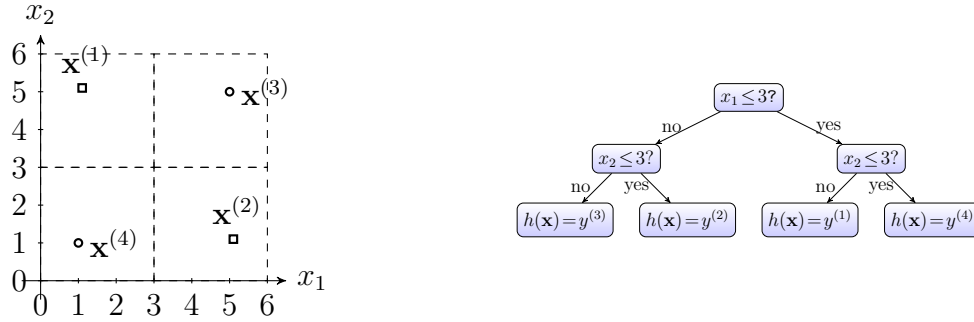 x₂
6
x⁽¹⁾
5
x⁽³⁾
4
3
2
x⁽²⁾
1
x⁽⁴⁾
0
x₁
0 1 2 3 4 5 6
x₁ ≤ 3?
no yes
x₂ ≤ 3? x₂ ≤ 3?
no yes no yes
h(x) = y⁽³⁾ h(x) = y⁽²⁾ h(x) = y⁽¹⁾ h(x) = y⁽⁴⁾